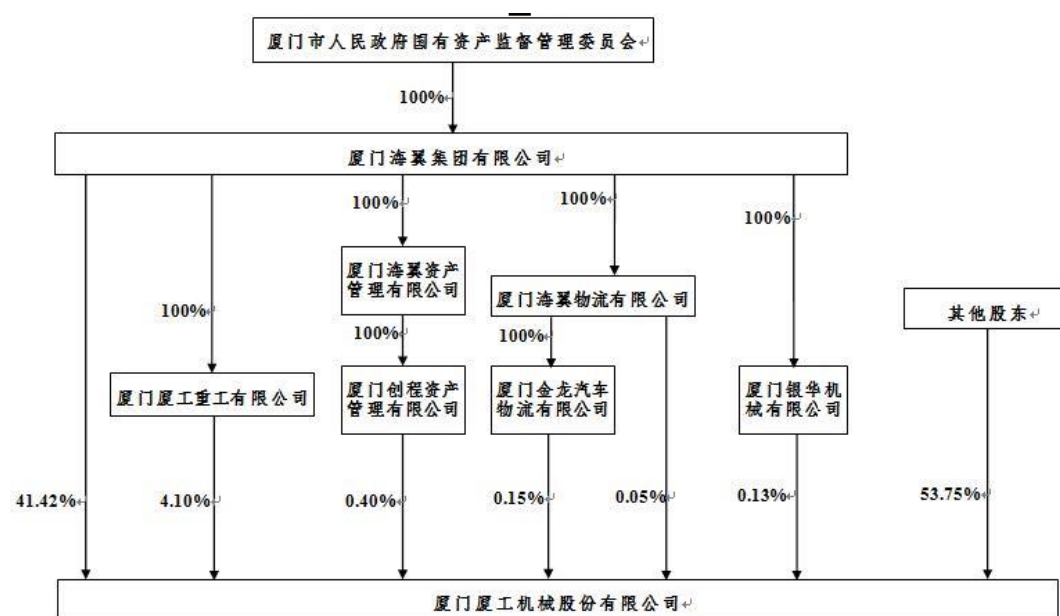 厦门市人民政府国有资产监督管理委员会
100%
厦门海翼集团有限公司
100%
100%
100%
厦门海翼资产
管理有限公司
厦门海翼物流有限公司
其他股东
100%
100%
100%
厦门厦工重工有限公司
厦门创程资产
管理有限公司
厦门金龙汽车
物流有限公司
厦门银华机
械有限公司
41.42%
4.10%
0.40%
0.15%
0.05%
0.13%
53.75%
厦门厦工机械股份有限公司